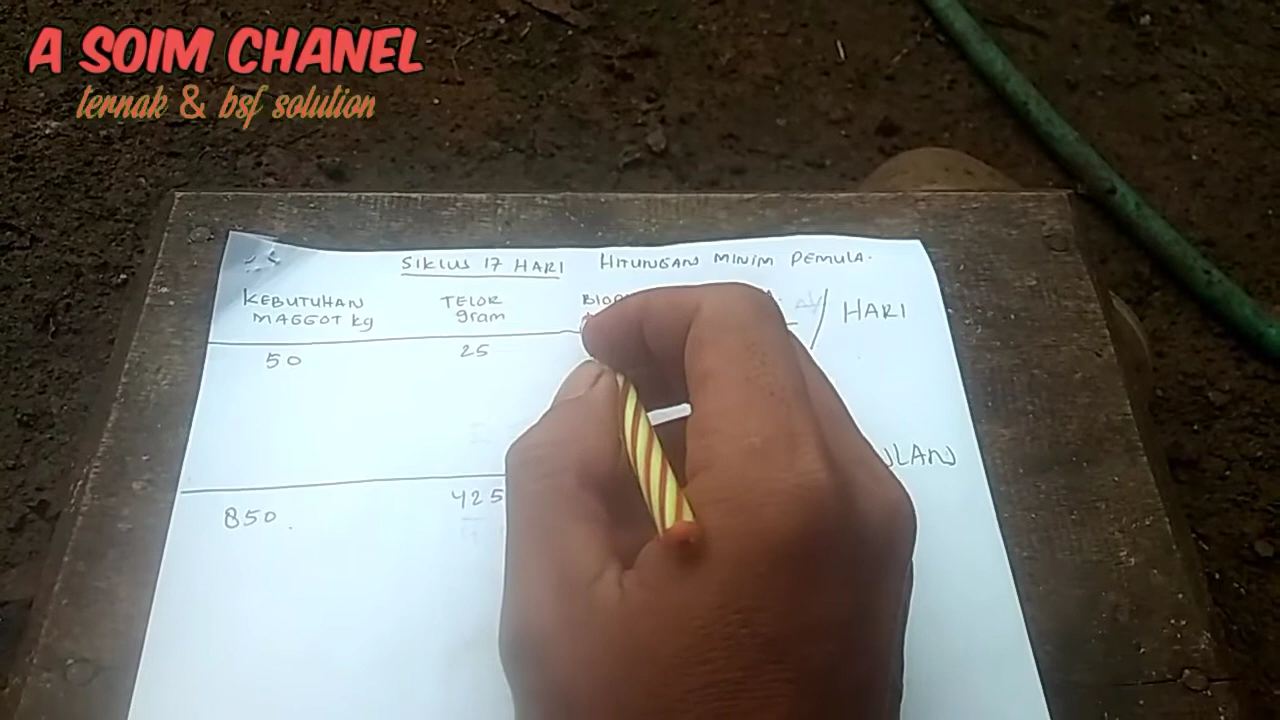 A SOIM CHANEL
ternak & bsf solution
SIKLUS 17 HARI HITUNGAN MINIM PEMULA.
KEBUTUHAN
MAGGOT kg
TELOR
gram
/ HARI
50 25
850. 425